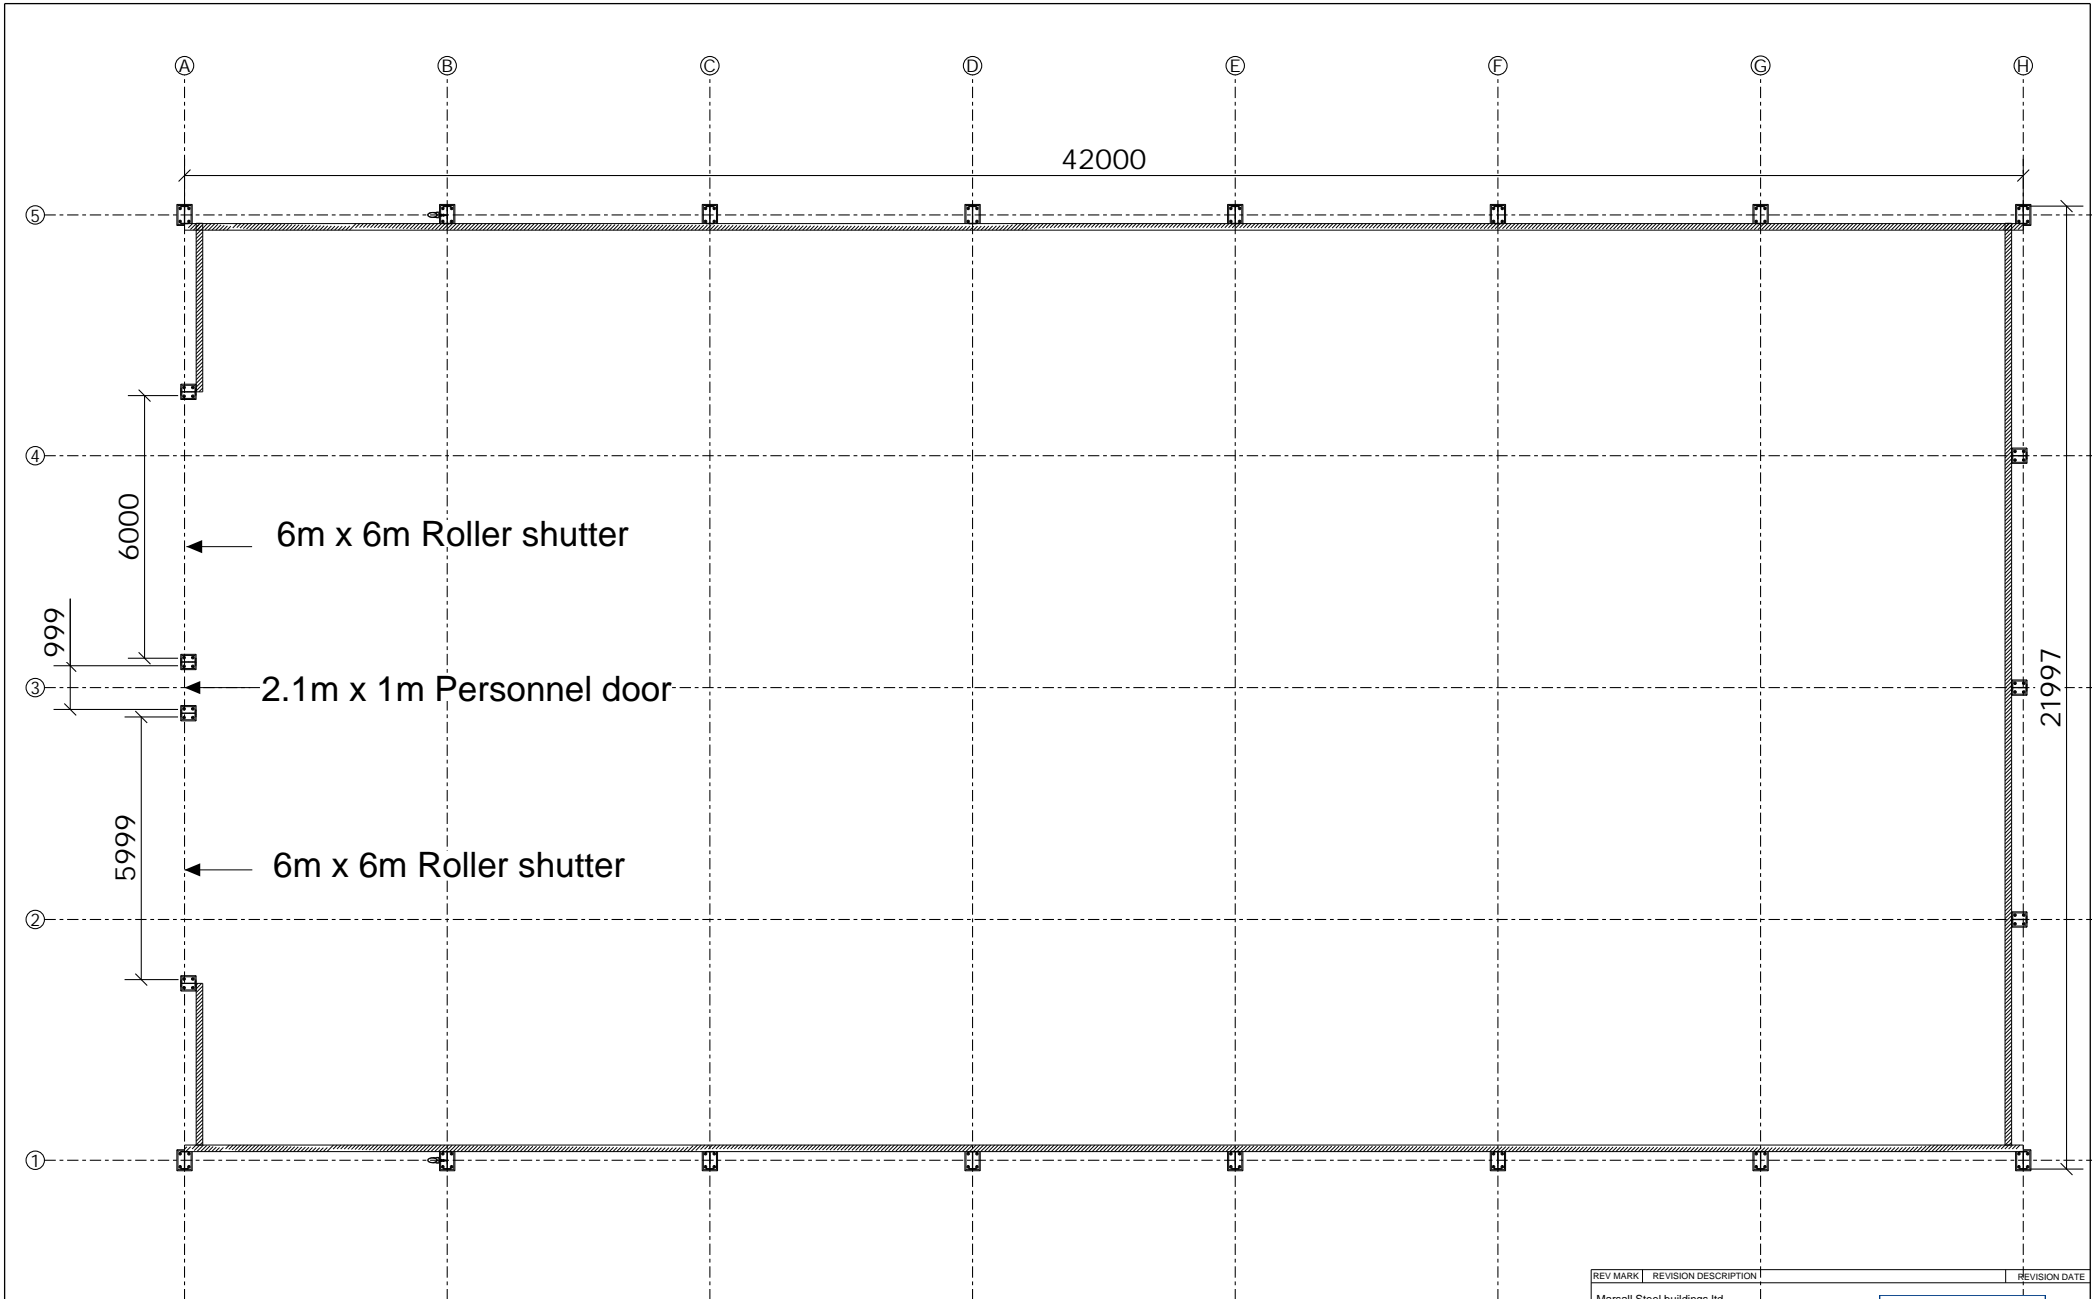 A B C D E F G H
42000
5
4
6000
6m x 6m Roller shutter
999
3
2.1m x 1m Personnel door
21997
5999
6m x 6m Roller shutter
2
1
REV MARK REVISION DESCRIPTION REVISION DATE